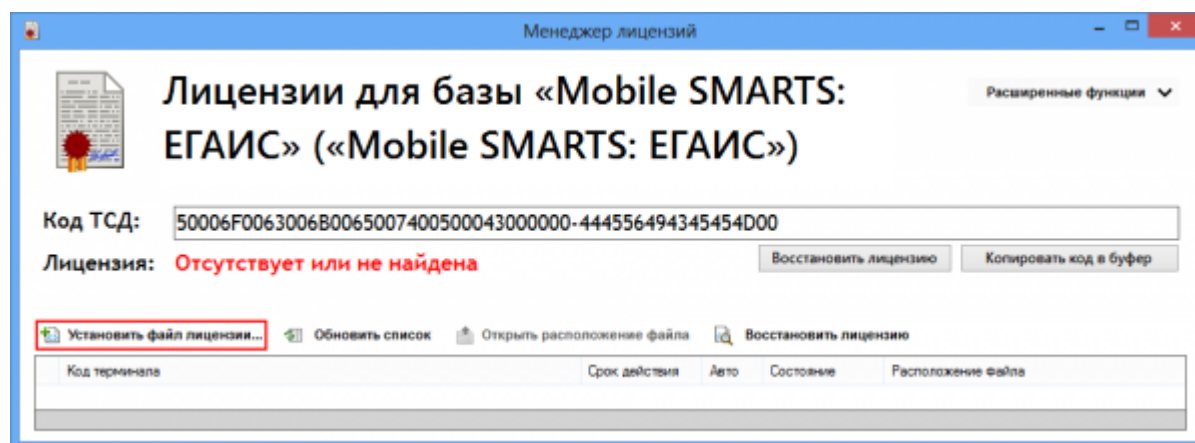 Менеджер лицензий
Лицензии для базы «Mobile SMARTS: ЕГАИС» («Mobile SMARTS: ЕГАИС»)
Расширенные функции
Код ТСД: 50006F0063006B006500740050004300000​0-444556494345454D00
Лицензия: Отсутствует или не найдена
Восстановить лицензию Копировать код в буфер
Установить файл лицензии... Обновить список Открыть расположение файла Восстановить лицензию
Код терминала Срок действия Авто Состояние Расположение файла